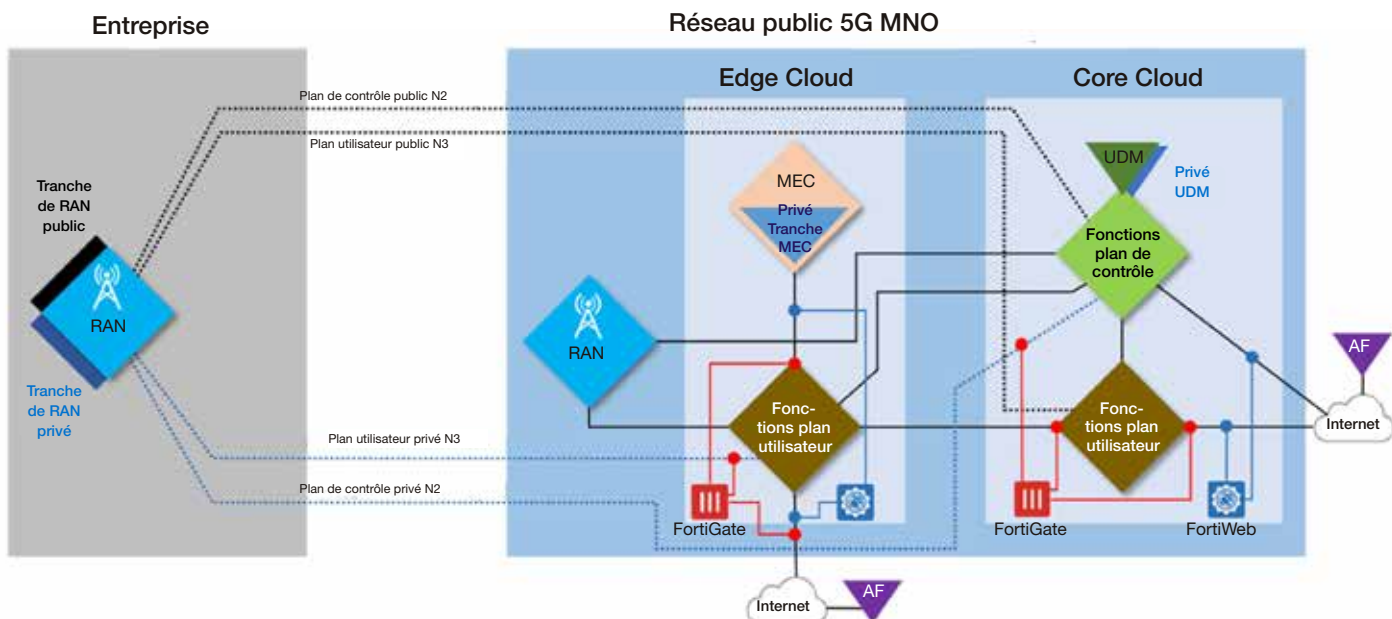 Entreprise
Réseau public 5G MNO
Edge Cloud
Core Cloud
Plan de contrôle public N2
Plan utilisateur public N3
Tranche
de RAN
public
RAN
Tranche
de RAN
privé
Plan utilisateur privé N3
Plan de contrôle privé N2
MEC
Privé
Tranche
MEC
RAN
Fonc-
tions plan
utilisateur
FortiGate
Internet
AF
UDM
Privé
UDM
Fonctions
plan de
contrôle
Fonc-
tions plan
utilisateur
FortiGate
FortiWeb
AF
Internet